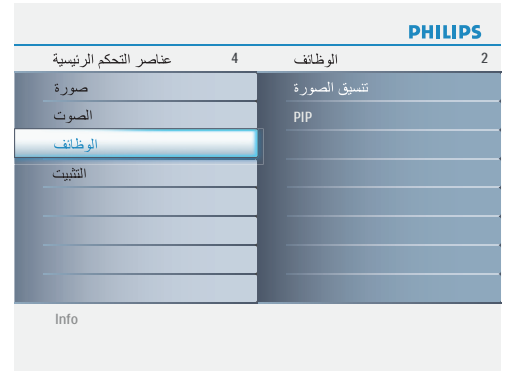 PHILIPS
عناصر التحكم الرئيسية 4
الوظائف 2
صورة
الصوت
الوظائف
التثبيت
تنسيق الصورة
PIP
Info